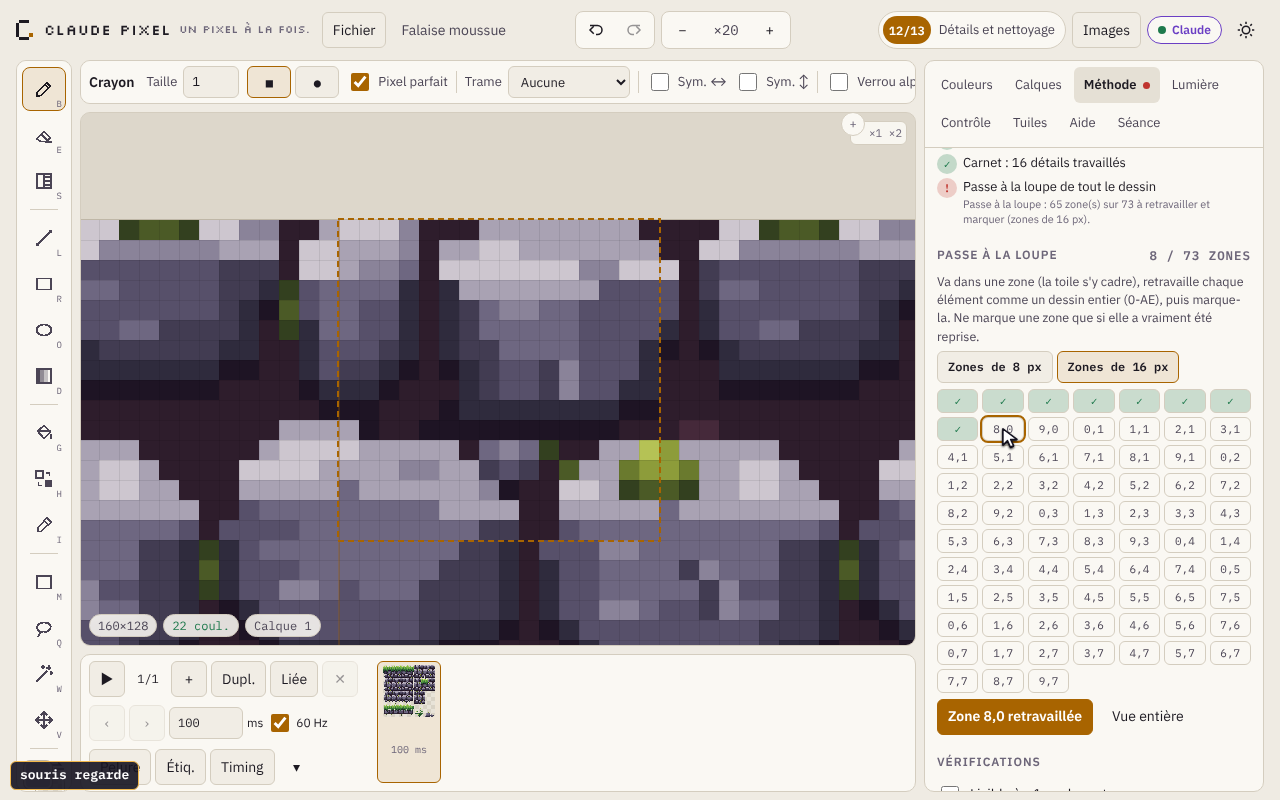 CLAUDE PIXEL UN PIXEL À LA FOIS. Fichier Falaise moussue − ×20 + 12/13 Détails et nettoyage Images Claude
Crayon Taille 1 ■ ● Pixel parfait Trame Aucune Sym. ↔ Sym. ↕ Verrou alp
Couleurs Calques Méthode Lumière
Contrôle Tuiles Aide Séance
+ ×1 ×2
B
E
S
L
R
O
D
G
H
I
M
Q
W
V
160×128 22 coul. Calque 1
✓ Carnet : 16 détails travaillés
! Passe à la loupe de tout le dessin
Passe à la loupe : 65 zone(s) sur 73 à retravailler et
marquer (zones de 16 px).
PASSE À LA LOUPE 8 / 73 ZONES
Va dans une zone (la toile s'y cadre), retravaille chaque
élément comme un dessin entier (0-AE), puis marque-
la. Ne marque une zone que si elle a vraiment été
reprise.
Zones de 8 px Zones de 16 px
✓ ✓ ✓ ✓ ✓ ✓ ✓
✓ 8,0 9,0 0,1 1,1 2,1 3,1
4,1 5,1 6,1 7,1 8,1 9,1 0,2
1,2 2,2 3,2 4,2 5,2 6,2 7,2
8,2 9,2 0,3 1,3 2,3 3,3 4,3
5,3 6,3 7,3 8,3 9,3 0,4 1,4
2,4 3,4 4,4 5,4 6,4 7,4 0,5
1,5 2,5 3,5 4,5 5,5 6,5 7,5
0,6 1,6 2,6 3,6 4,6 5,6 7,6
0,7 1,7 2,7 3,7 4,7 5,7 6,7
7,7 8,7 9,7
Zone 8,0 retravaillée Vue entière
VÉRIFICATIONS
▶ 1/1 + Dupl. Liée ✕
‹ › 100 ms 60 Hz
Étiq. Timing ▼
100 ms
souris regarde